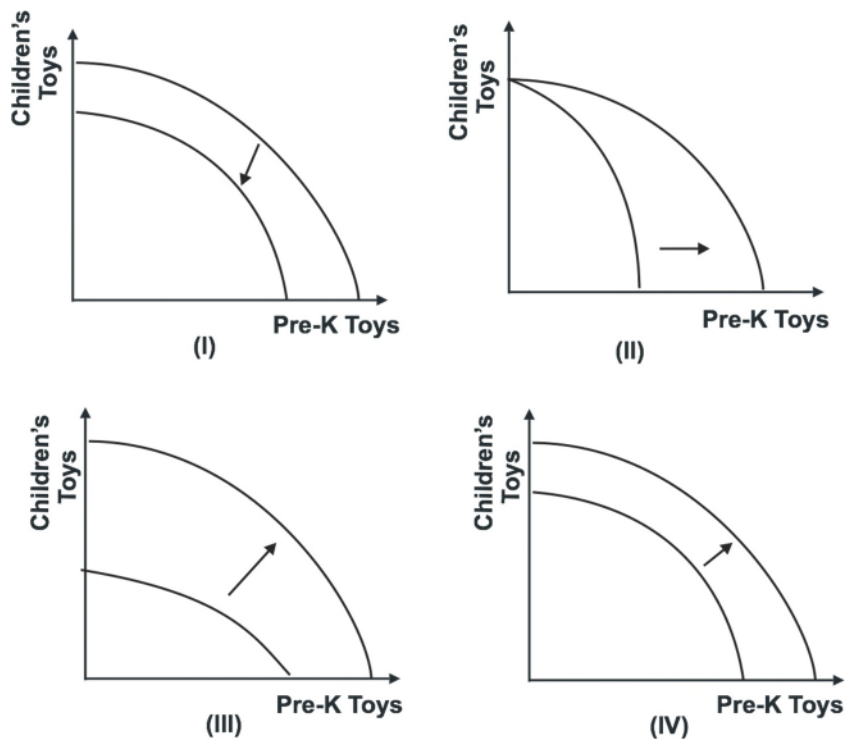 Children's
Toys
Pre-K Toys
(I)
Children's
Toys
Pre-K Toys
(II)
Children's
Toys
Pre-K Toys
(III)
Children's
Toys
Pre-K Toys
(IV)